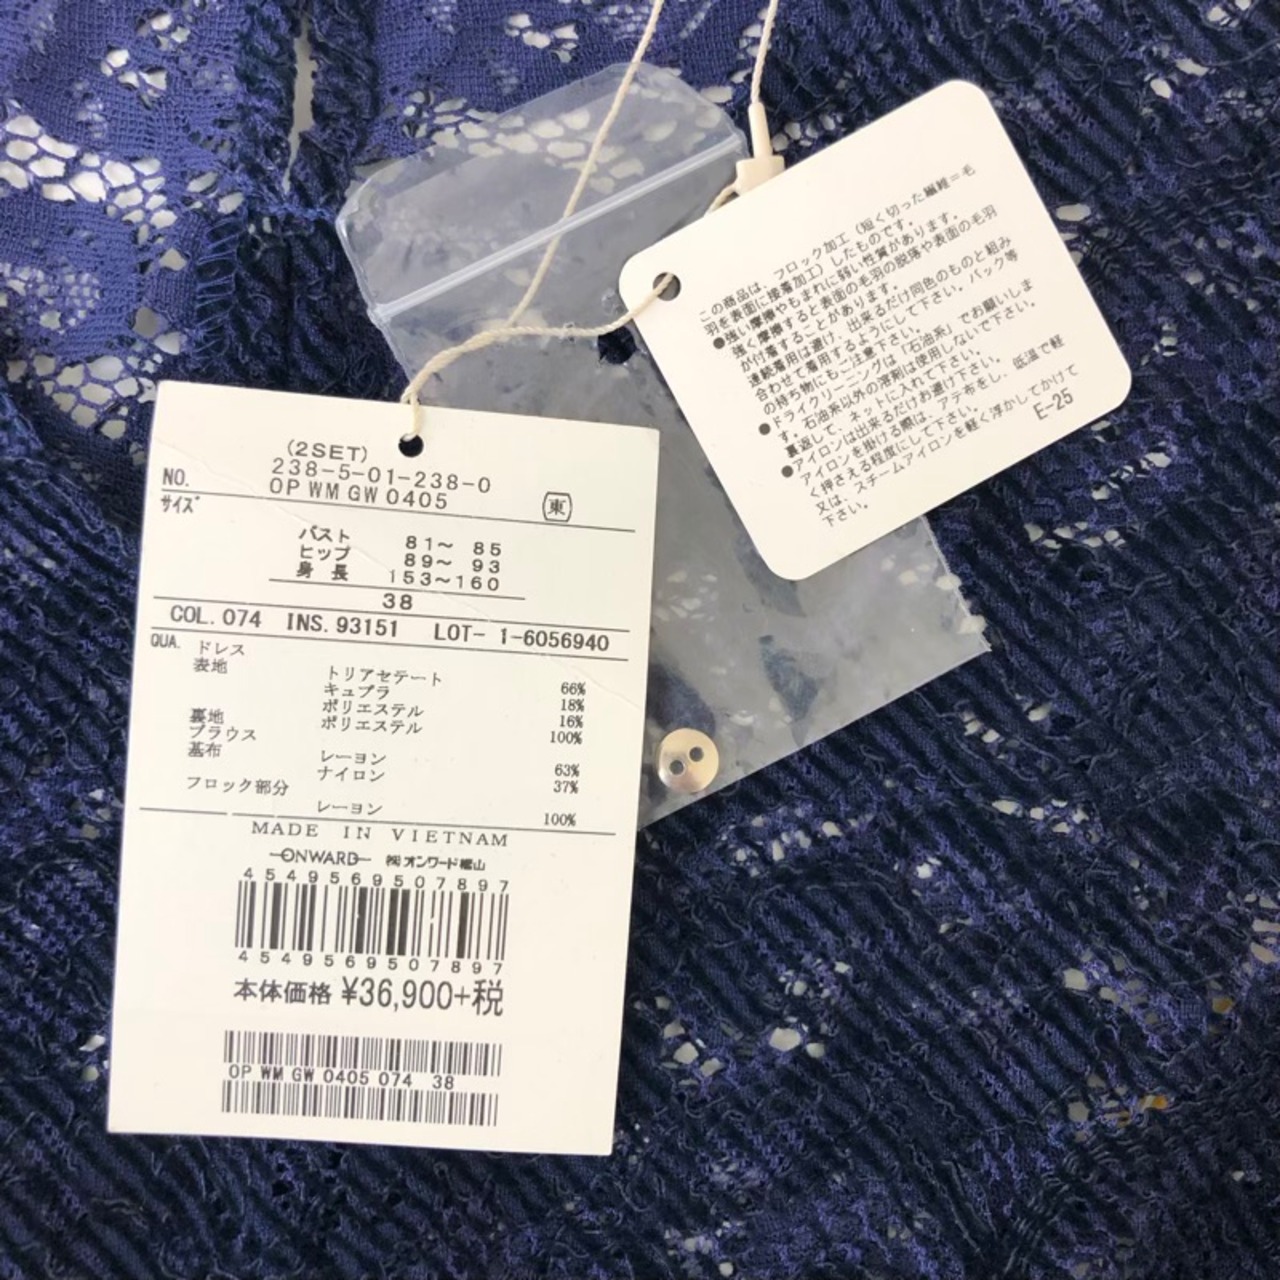 (2SET)
NO. 238-5-01-238-0
OP WM GW 0405 東
サイズ
バスト 81～ 85
ヒップ 89～ 93
身 長 153～160
38
COL. 074 INS. 93151 LOT- 1-6056940
QUA. ドレス
表地 トリアセテート 66%
キュプラ 18%
ポリエステル 16%
裏地 ポリエステル 100%
ブラウス
基布 レーヨン 63%
ナイロン 37%
フロック部分
レーヨン 100%
MADE IN VIETNAM
ONWARD ㈱オンワード樫山
4549569507897
4549569507897
本体価格 ¥36,900+税
OP WM GW 0405 074 38
この商品は、フロック加工（短く切った繊維＝毛
羽を表面に接着加工）したものです。
●強い摩擦やもまれに弱い性質があります。
強く摩擦すると表面の毛羽の脱落や表面の毛羽
が付着することがあります。
連続着用は避け、出来るだけ同色のものと組み
合わせて着用するようにして下さい。バック等
の持ち物にもご注意下さい。
●ドライクリーニングは「石油系」でお願いしま
す。石油系以外の溶剤は使用しないで下さい。
裏返して、ネットに入れて下さい。
●アイロンは出来るだけお避け下さい。
●アイロンを掛ける際は、アテ布をし、低温で軽
く押さえる程度にして下さい。
又は、スチームアイロンを軽く浮かしてかけて
下さい。
E-25